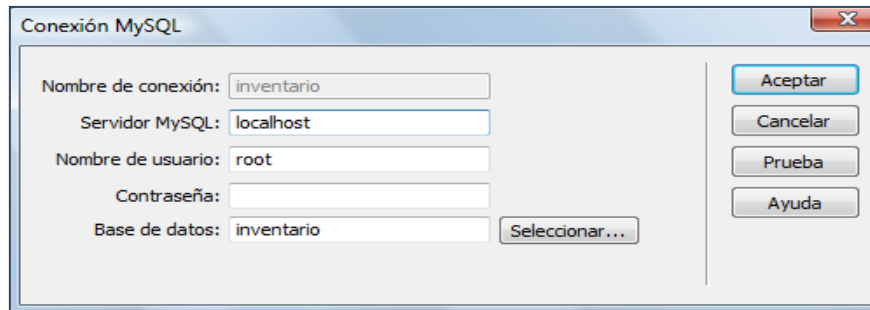 Conexión MySQL
Nombre de conexión: inventario
Aceptar
Servidor MySQL: localhost
Cancelar
Nombre de usuario: root
Prueba
Contraseña:
Ayuda
Base de datos: inventario Seleccionar...